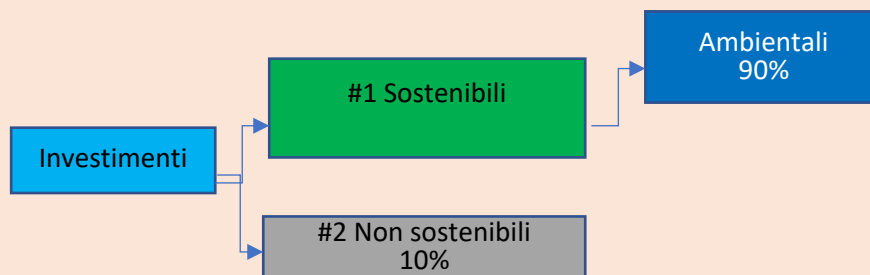 Investimenti
#1 Sostenibili
#2 Non sostenibili
10%
Ambientali
90%